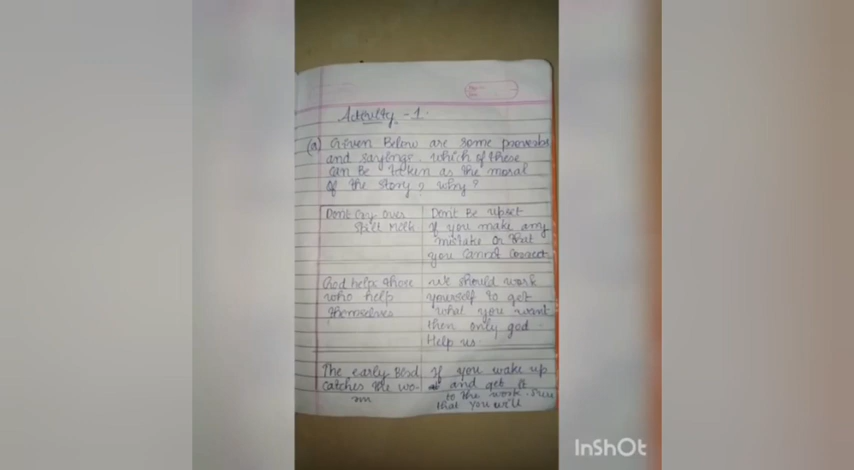 Activity - 1
(a) Given Below are some proverbs
and sayings. Which of these
can be taken as the moral
of the story? Why?
Don't Cry Over
Spilt Milk
Don't Be upset
if you make any
mistake or that
you cannot correct
God help those
who help
themselves
we should work
yourself to get
what you want
then only god
Help us
The early Bird
catches the wo-
rm
If you wake up
and get it
to the work
that you will
InShOt